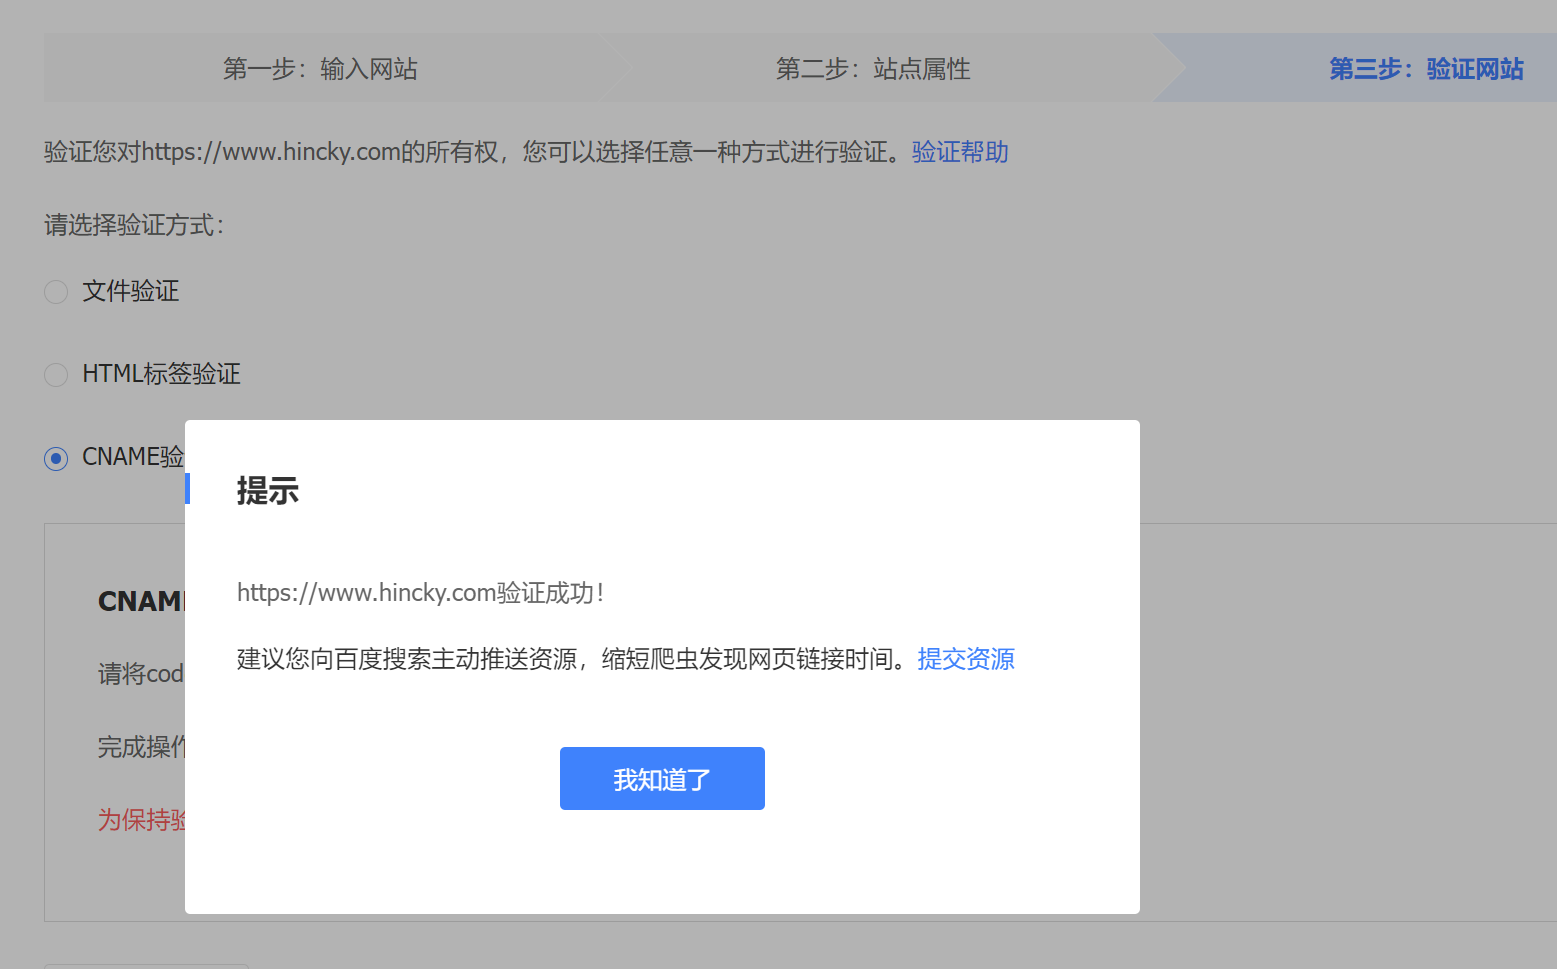 第一步：输入网站
第二步：站点属性
第三步：验证网站
验证您对https://www.hincky.com的所有权，您可以选择任意一种方式进行验证。验证帮助
请选择验证方式：
文件验证
HTML标签验证
CNAME验
提示
https://www.hincky.com验证成功！
建议您向百度搜索主动推送资源，缩短爬虫发现网页链接时间。提交资源
我知道了
CNAM
请将cod
完成操作
为保持验